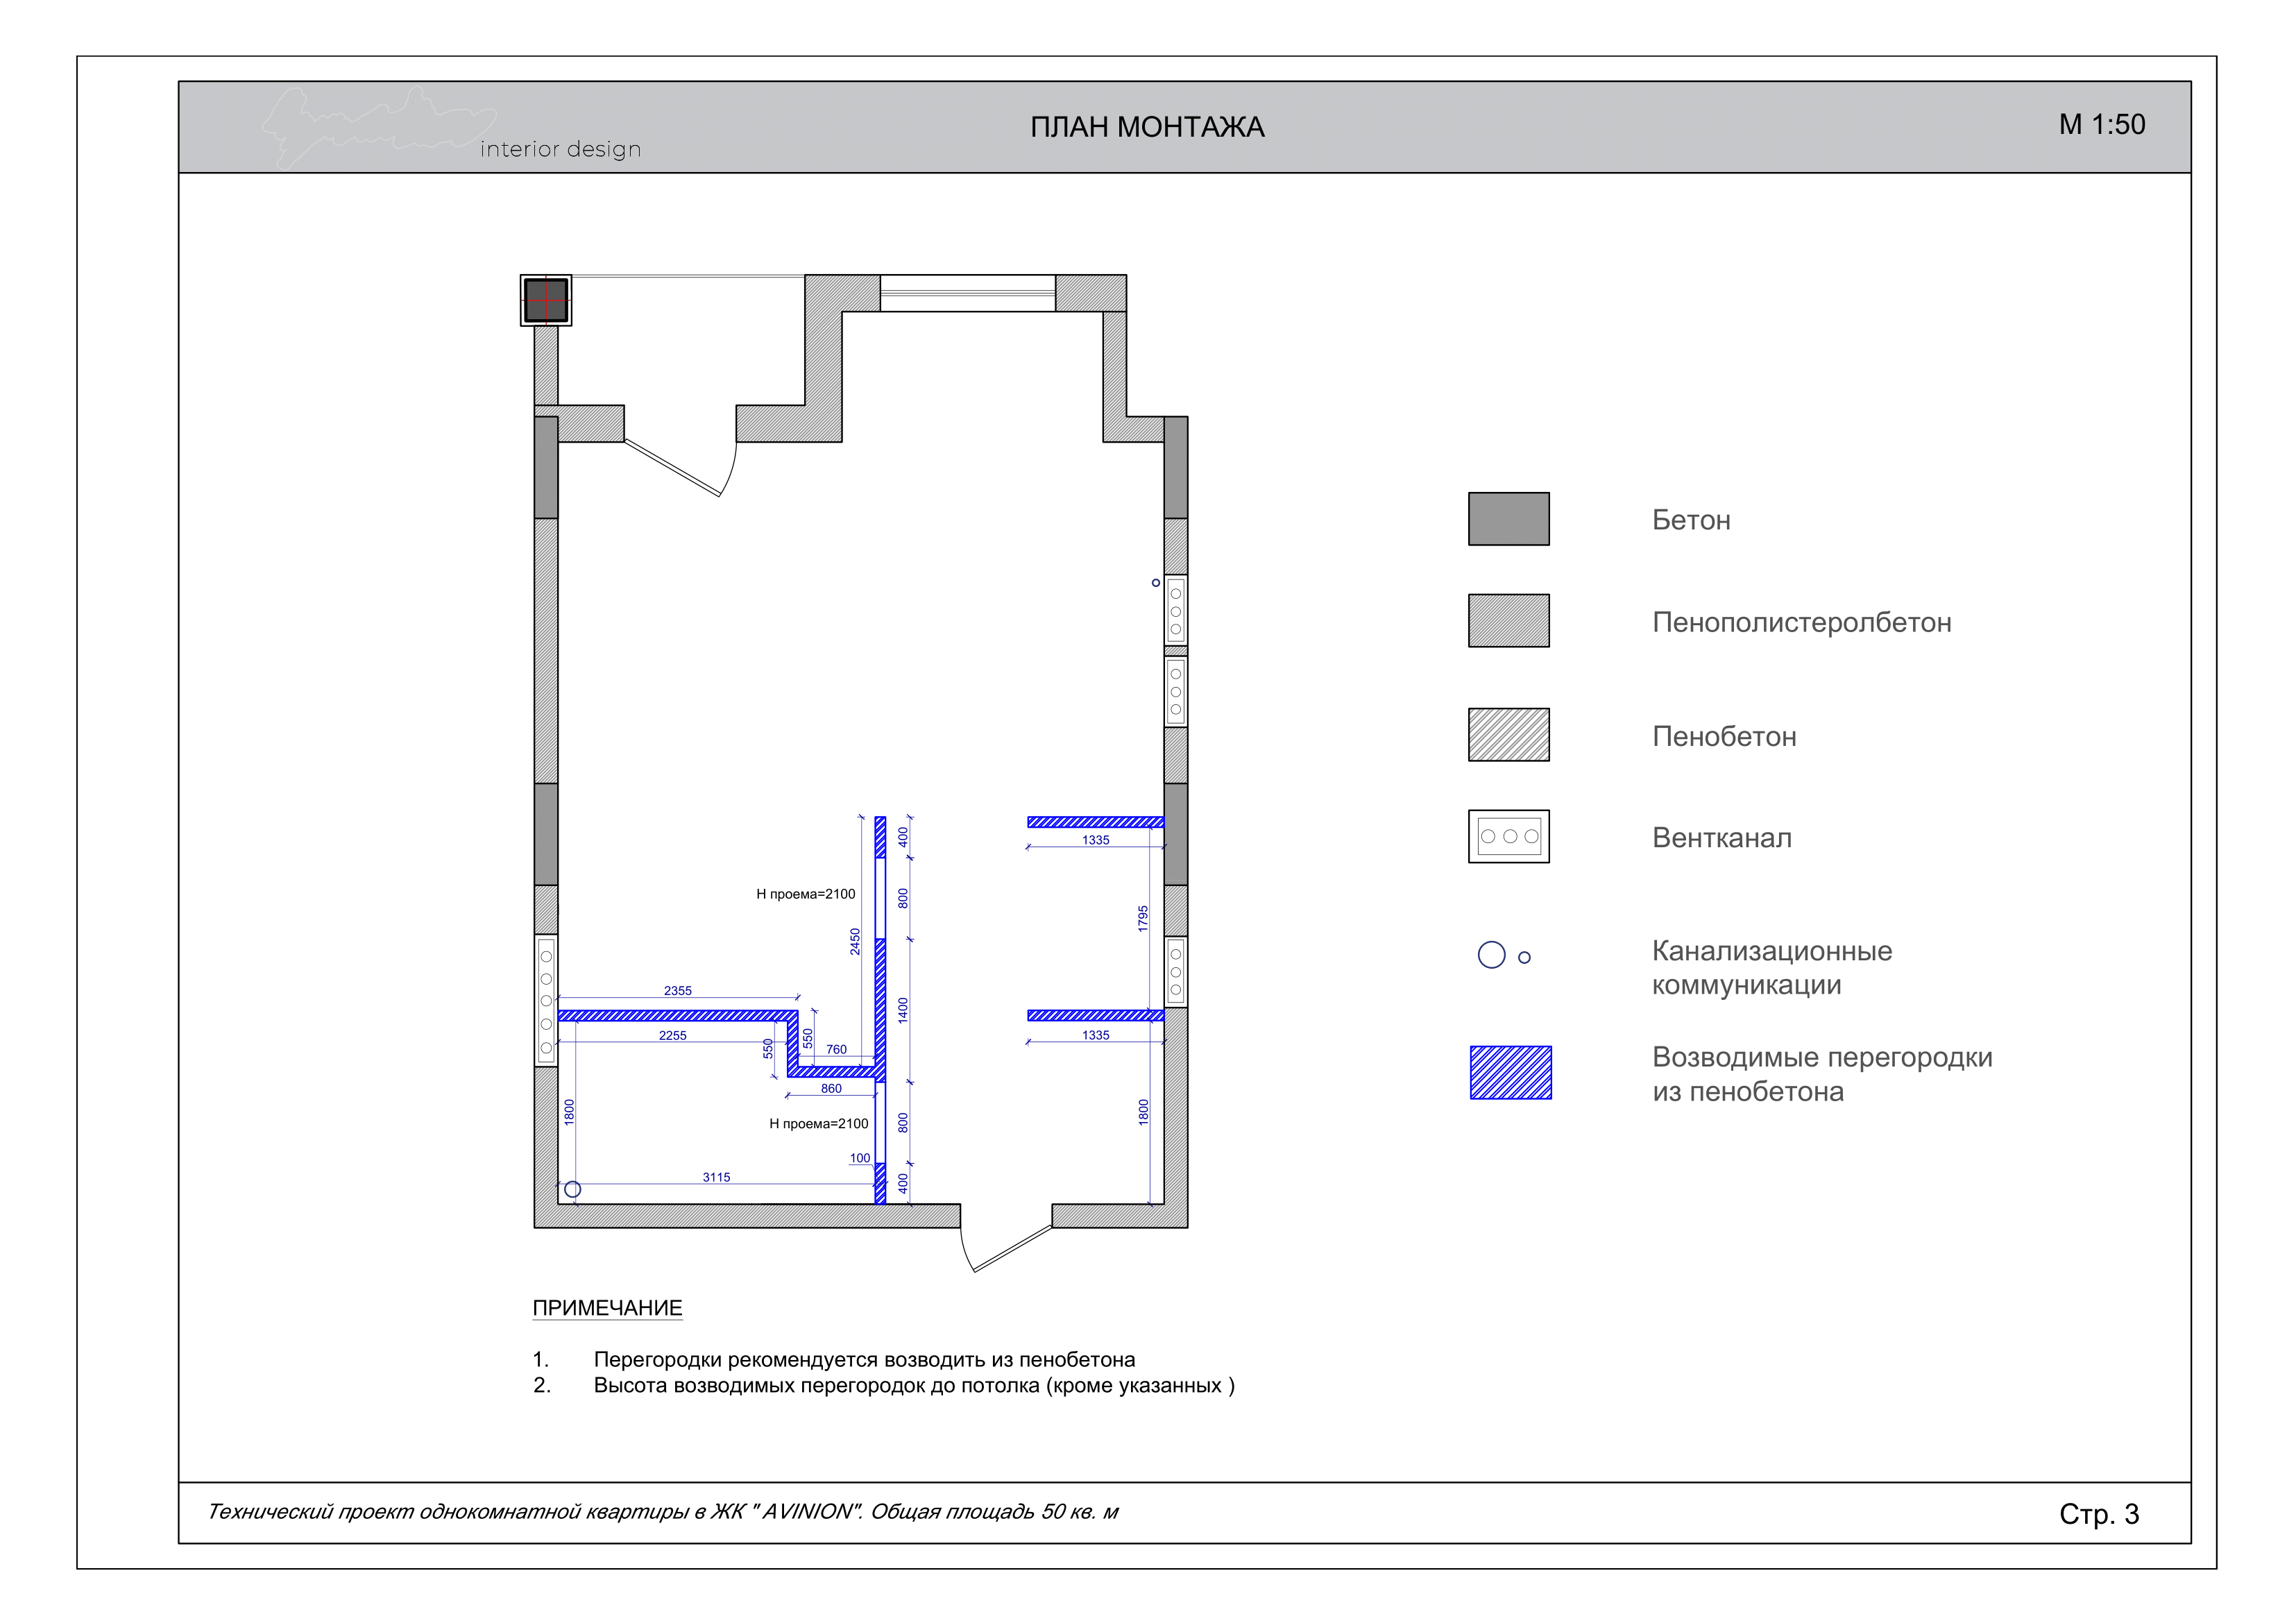 interior design
ПЛАН МОНТАЖА
М 1:50
Бетон
Пенополистеролбетон
Пенобетон
Вентканал
Канализационные
коммуникации
Возводимые перегородки
из пенобетона
400
1335
800
Н проема=2100
1795
2450
2355
1400
2255
550
550
760
1335
860
1800
800
Н проема=2100
1800
100
3115
400
ПРИМЕЧАНИЕ
1. Перегородки рекомендуется возводить из пенобетона
2. Высота возводимых перегородок до потолка (кроме указанных )
Технический проект однокомнатной квартиры в ЖК " AVINION". Общая площадь 50 кв. м
Стр. 3